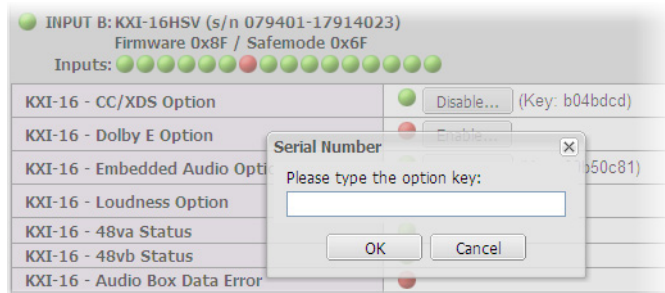 INPUT B: KXI-16HSV (s/n 079401-17914023)
Firmware 0x8F / Safemode 0x6F
Inputs:
KXI-16 - CC/XDS Option Disable... (Key: b04bdcd)
KXI-16 - Dolby E Option Enable...
Serial Number
KXI-16 - Embedded Audio Opti b50c81)
Please type the option key:
KXI-16 - Loudness Option
KXI-16 - 48va Status
OK Cancel
KXI-16 - 48vb Status
KXI-16 - Audio Box Data Error